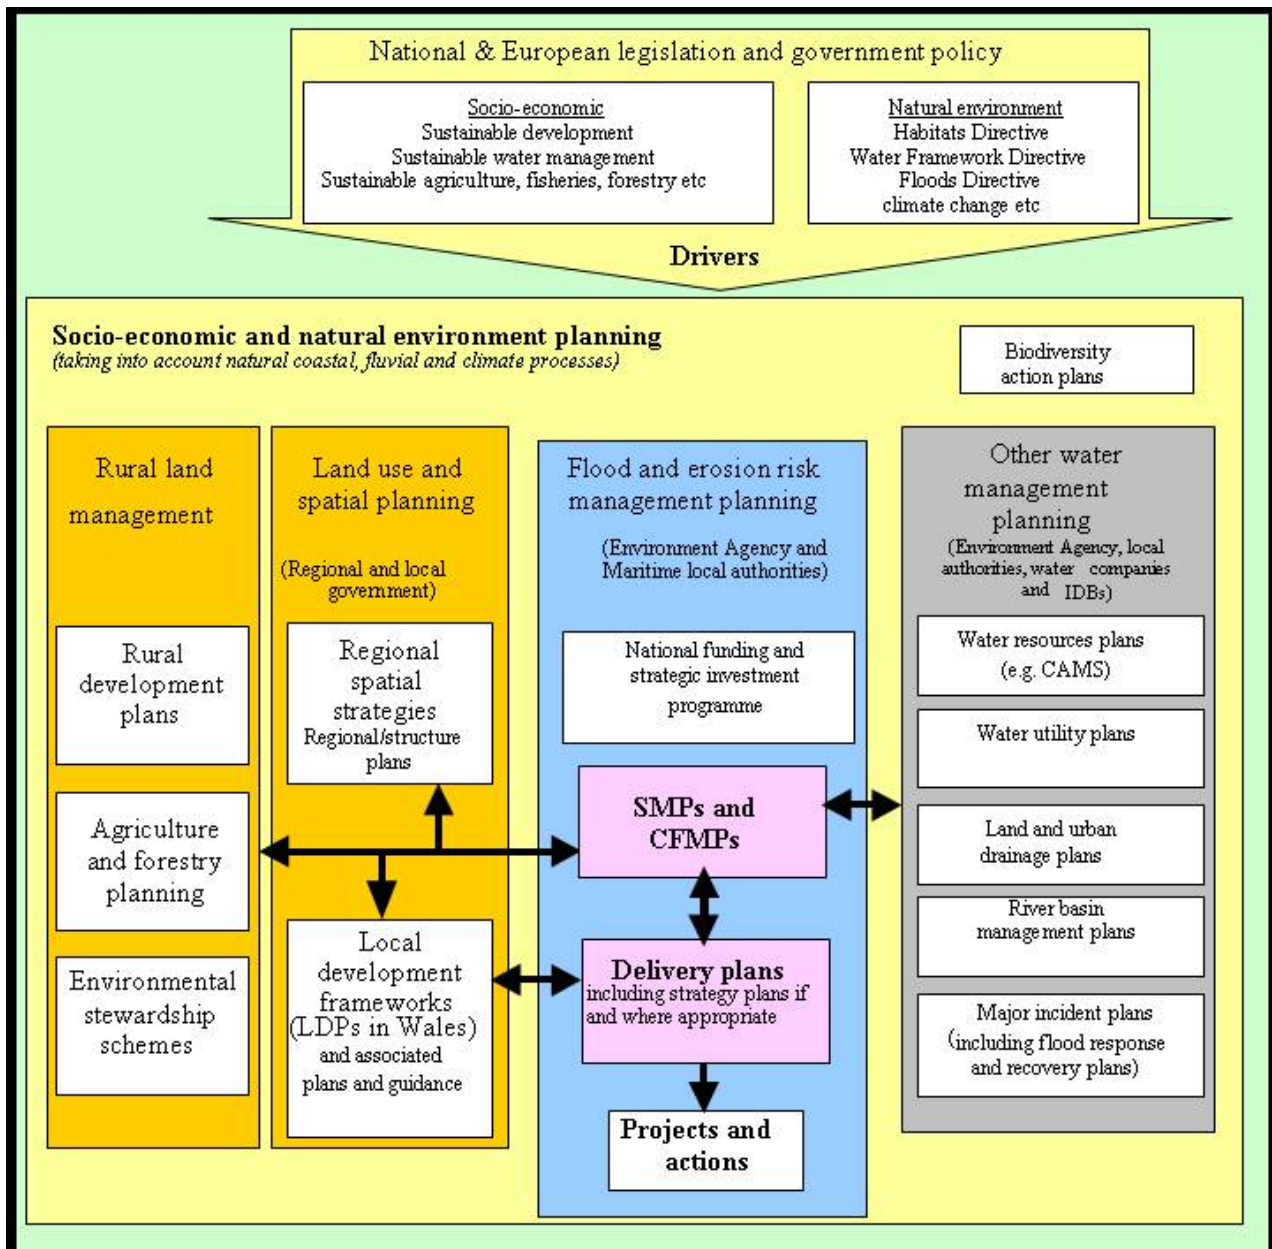 National & European legislation and government policy
Socio-economic
Sustainable development
Sustainable water management
Sustainable agriculture, fisheries, forestry etc
Natural environment
Habitats Directive
Water Framework Directive
Floods Directive
climate change etc
Drivers
Socio-economic and natural environment planning
(taking into account natural coastal, fluvial and climate processes)
Biodiversity
action plans
Rural land
management
Rural
development
plans
Agriculture
and forestry
planning
Environmental
stewardship
schemes
Land use and
spatial planning
(Regional and local
government)
Regional
spatial
strategies
Regional/structure
plans
Local
development
frameworks
(LDPs in Wales)
and associated
plans and guidance
Flood and erosion risk
management planning
(Environment Agency and
Maritime local authorities)
National funding and
strategic investment
programme
SMPs and
CFMPs
Delivery plans
including strategy plans if
and where appropriate
Projects and
actions
Other water
management
planning
(Environment Agency, local
authorities, water companies
and IDBs)
Water resources plans
(e.g. CAMS)
Water utility plans
Land and urban
drainage plans
River basin
management plans
Major incident plans
(including flood response
and recovery plans)